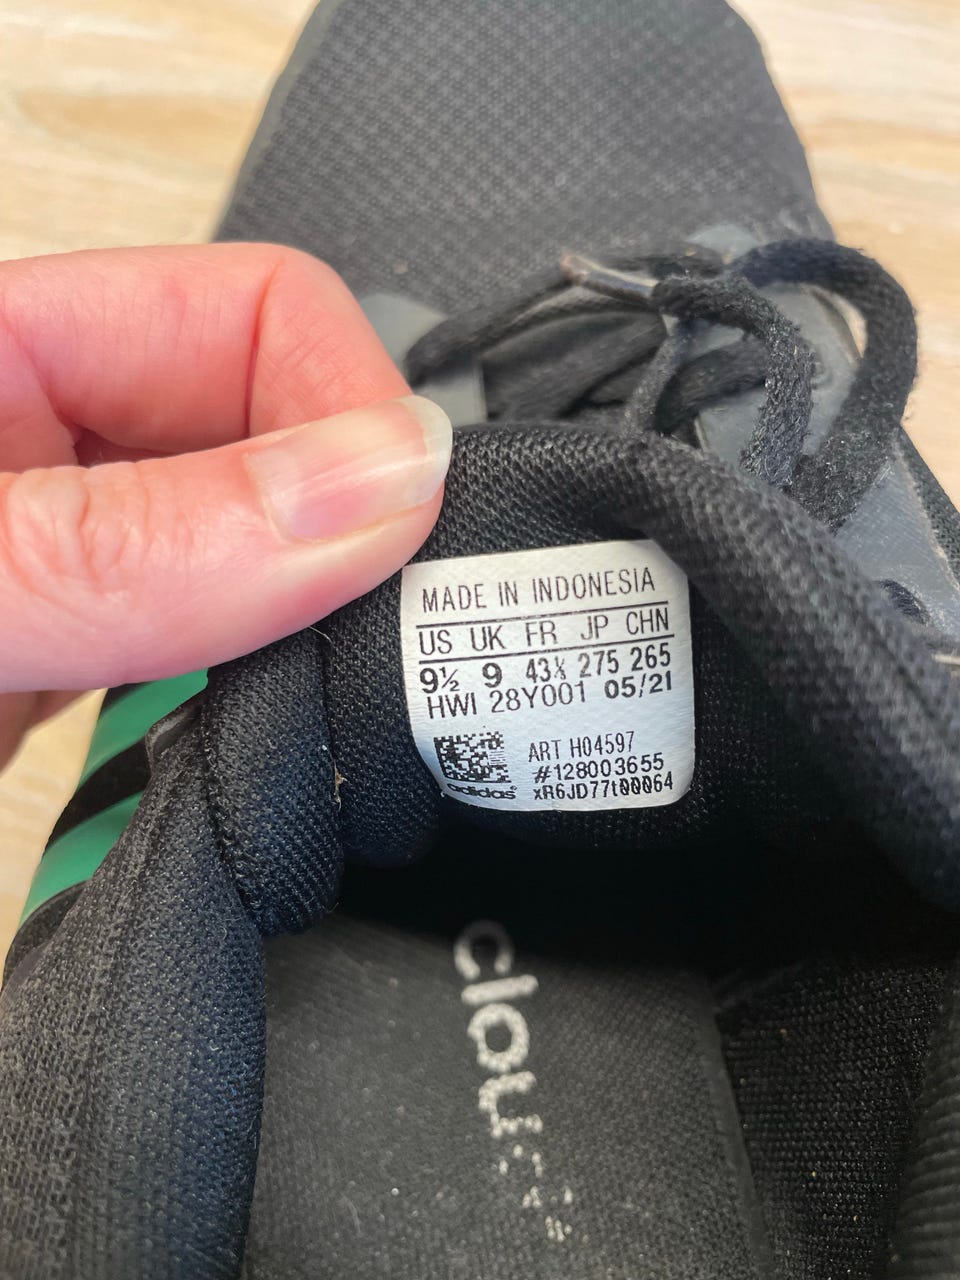 MADE IN INDONESIA
US UK FR JP CHN
9½ 9 43⅓ 275 265
HWI 28Y001 05/21
ART H04597
#128003655
xR6JD77t00064
adidas